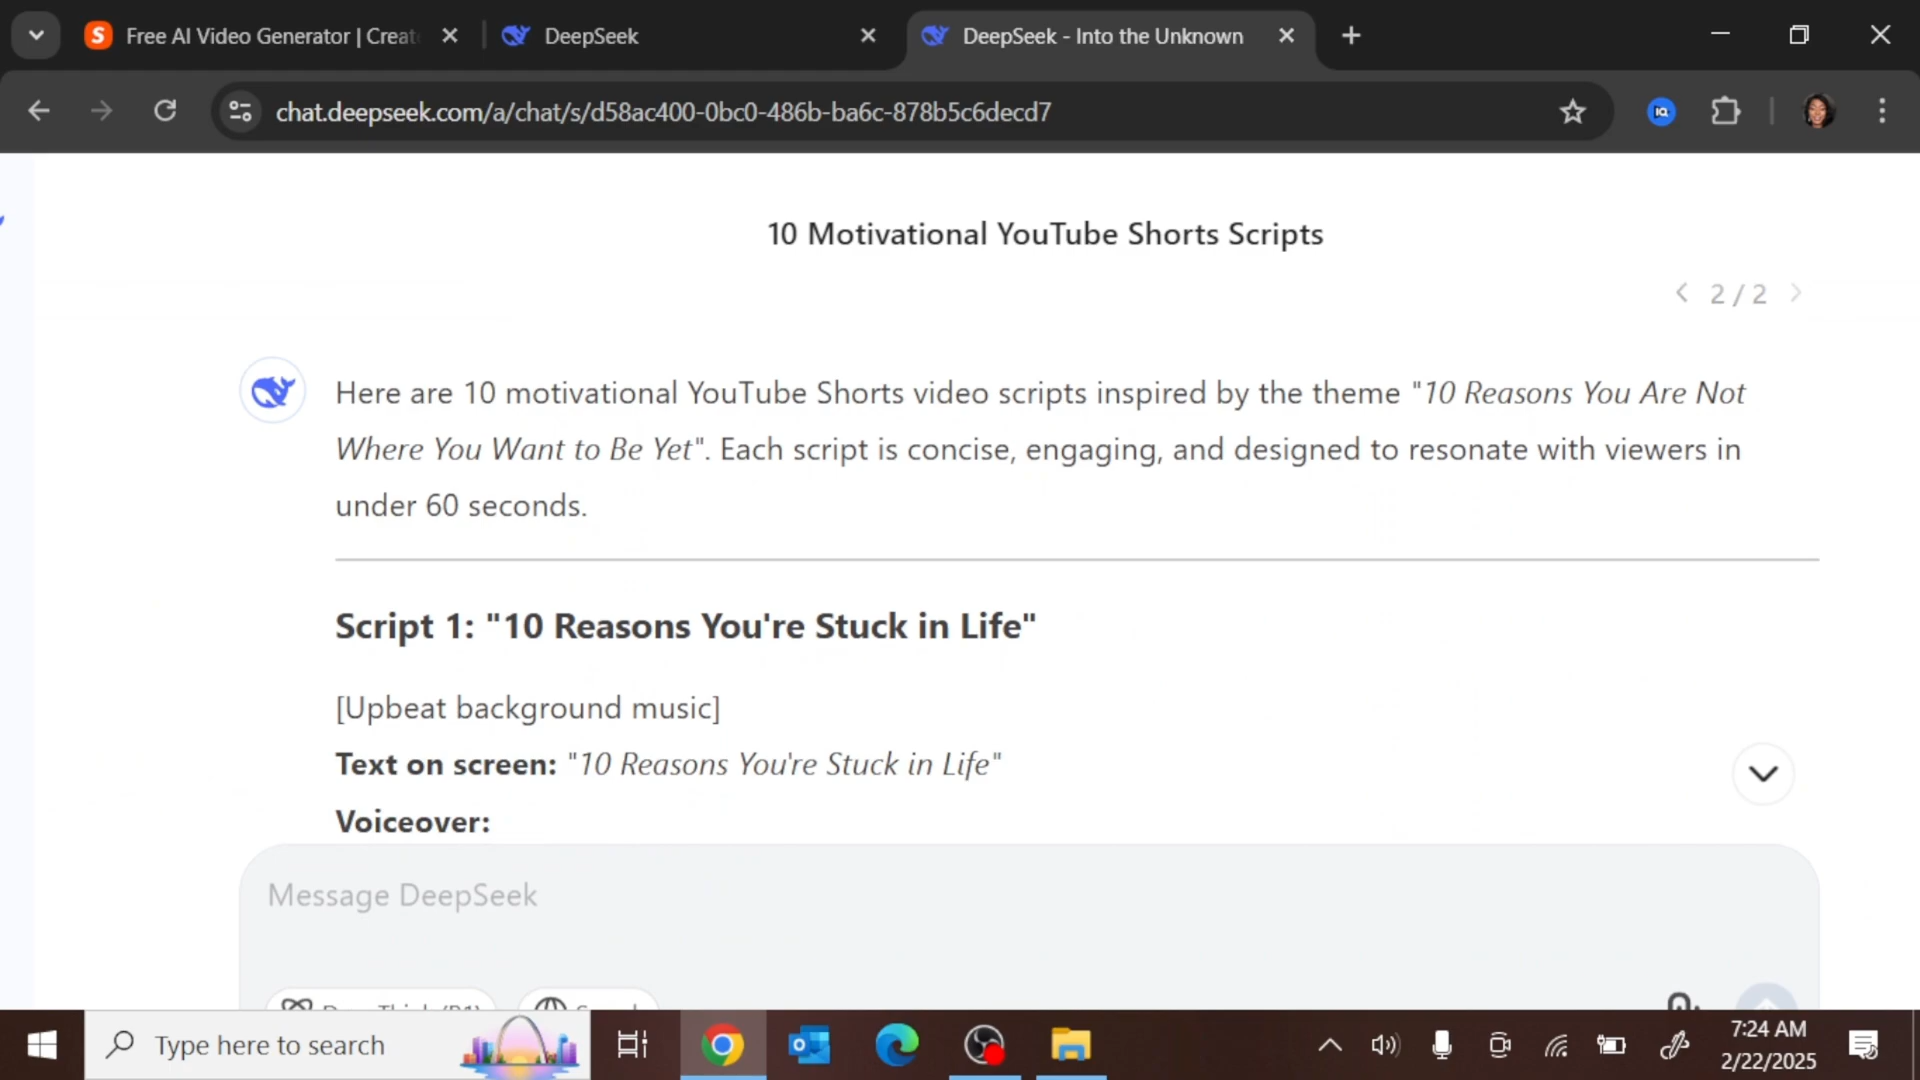 Free AI Video Generator | Creat
DeepSeek
DeepSeek - Into the Unknown
chat.deepseek.com/a/chat/s/d58ac400-0bc0-486b-ba6c-878b5c6decd7
10 Motivational YouTube Shorts Scripts
2 / 2
Here are 10 motivational YouTube Shorts video scripts inspired by the theme "10 Reasons You Are Not
Where You Want to Be Yet". Each script is concise, engaging, and designed to resonate with viewers in
under 60 seconds.
Script 1: "10 Reasons You're Stuck in Life"
[Upbeat background music]
Text on screen: "10 Reasons You're Stuck in Life"
Voiceover:
Message DeepSeek
Type here to search
7:24 AM
2/22/2025